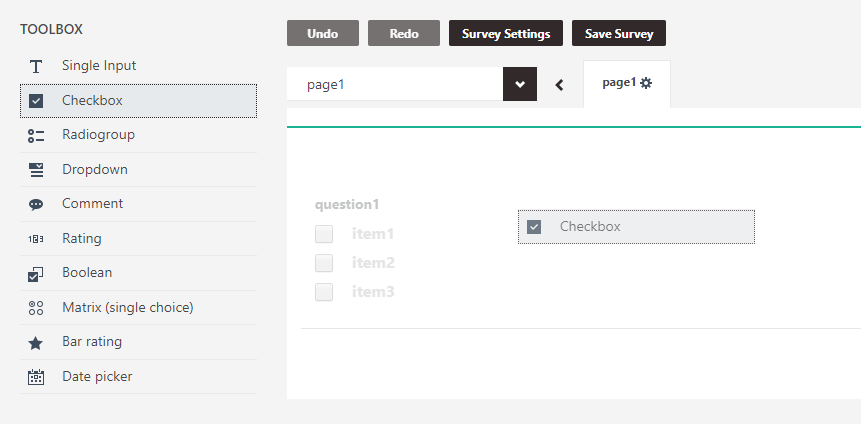 TOOLBOX
Single Input
Checkbox
Radiogroup
Dropdown
Comment
Rating
Boolean
Matrix (single choice)
Bar rating
Date picker
Undo Redo Survey Settings Save Survey
page1 page1
question1
item1
item2
item3
Checkbox